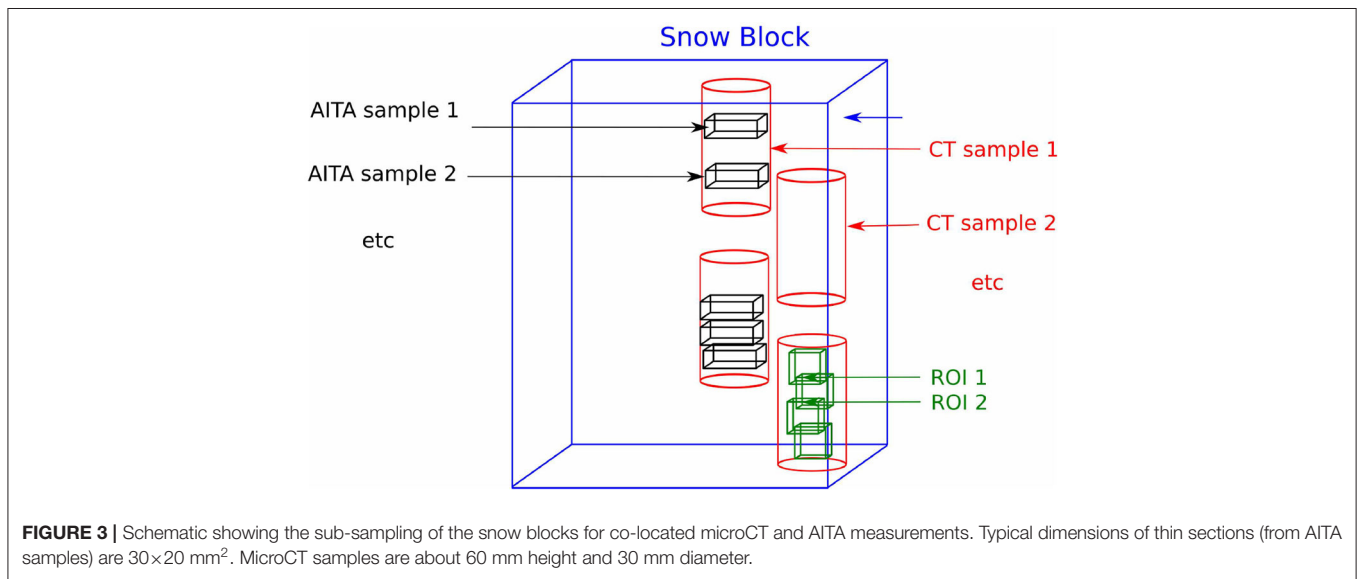 Snow Block
AITA sample 1
AITA sample 2
etc
CT sample 1
CT sample 2
etc
ROI 1
ROI 2
FIGURE 3 | Schematic showing the sub-sampling of the snow blocks for co-located microCT and AITA measurements. Typical dimensions of thin sections (from AITA
samples) are 30×20 mm². MicroCT samples are about 60 mm height and 30 mm diameter.